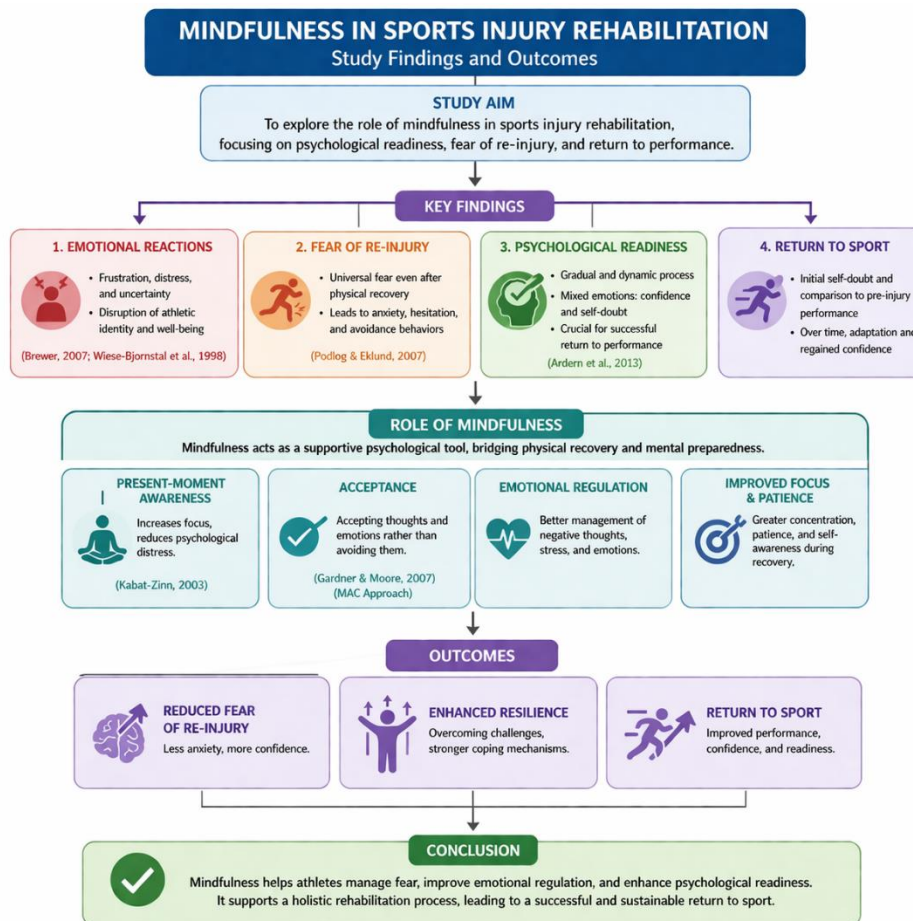 MINDFULNESS IN SPORTS INJURY REHABILITATION
Study Findings and Outcomes
STUDY AIM
To explore the role of mindfulness in sports injury rehabilitation,
focusing on psychological readiness, fear of re-injury, and return to performance.
KEY FINDINGS
1. EMOTIONAL REACTIONS
• Frustration, distress,
and uncertainty
• Disruption of athletic
identity and well-being
(Brewer, 2007; Wiese-Bjornstal et al., 1998)
2. FEAR OF RE-INJURY
• Universal fear even after
physical recovery
• Leads to anxiety, hesitation,
and avoidance behaviors
(Podlog & Eklund, 2007)
3. PSYCHOLOGICAL READINESS
• Gradual and dynamic process
• Mixed emotions: confidence
and self-doubt
• Crucial for successful
return to performance
(Ardern et al., 2013)
4. RETURN TO SPORT
• Initial self-doubt and
comparison to pre-injury
performance
• Over time, adaptation and
regained confidence
ROLE OF MINDFULNESS
Mindfulness acts as a supportive psychological tool, bridging physical recovery and mental preparedness.
PRESENT-MOMENT
AWARENESS
Increases focus,
reduces psychological
distress.
(Kabat-Zinn, 2003)
ACCEPTANCE
Accepting thoughts and
emotions rather than
avoiding them.
(Gardner & Moore, 2007)
(MAC Approach)
EMOTIONAL REGULATION
Better management of
negative thoughts,
stress, and emotions.
IMPROVED FOCUS
& PATIENCE
Greater concentration,
patience, and self-
awareness during
recovery.
OUTCOMES
REDUCED FEAR
OF RE-INJURY
Less anxiety, more confidence.
ENHANCED RESILIENCE
Overcoming challenges,
stronger coping mechanisms.
RETURN TO SPORT
Improved performance,
confidence, and readiness.
CONCLUSION
Mindfulness helps athletes manage fear, improve emotional regulation, and enhance psychological readiness.
It supports a holistic rehabilitation process, leading to a successful and sustainable return to sport.